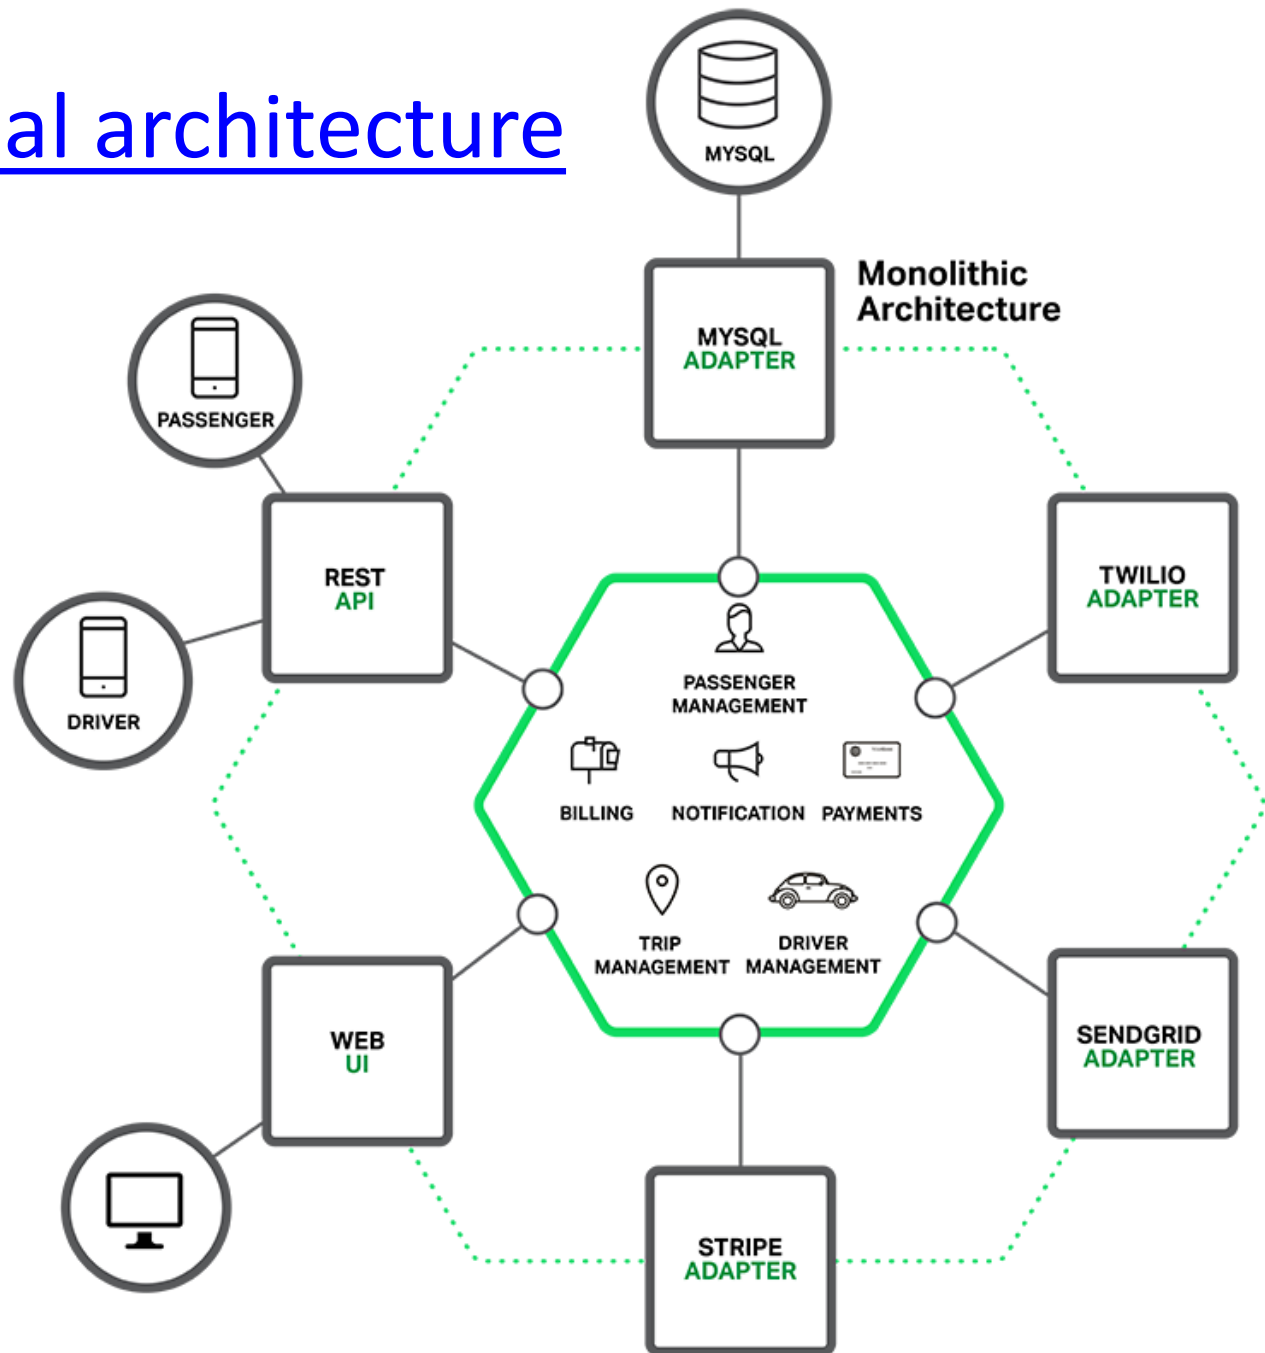 al architecture
MYSQL
Monolithic
Architecture
MYSQL
ADAPTER
PASSENGER
REST
API
TWILIO
ADAPTER
DRIVER
PASSENGER
MANAGEMENT
BILLING
NOTIFICATION
PAYMENTS
TRIP
MANAGEMENT
DRIVER
MANAGEMENT
WEB
UI
SENDGRID
ADAPTER
STRIPE
ADAPTER